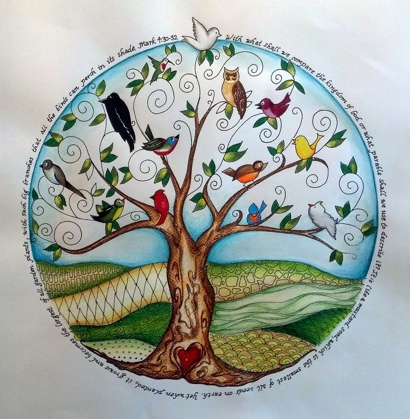 With what shall we compare the kingdom of God or what parable shall we use to describe it? It is like a mustard seed which is the smallest of all seeds on earth. Yet when planted, it grows and becomes the largest of all garden plants with such big branches that all the birds can perch in its shade. Mark 4:30-32